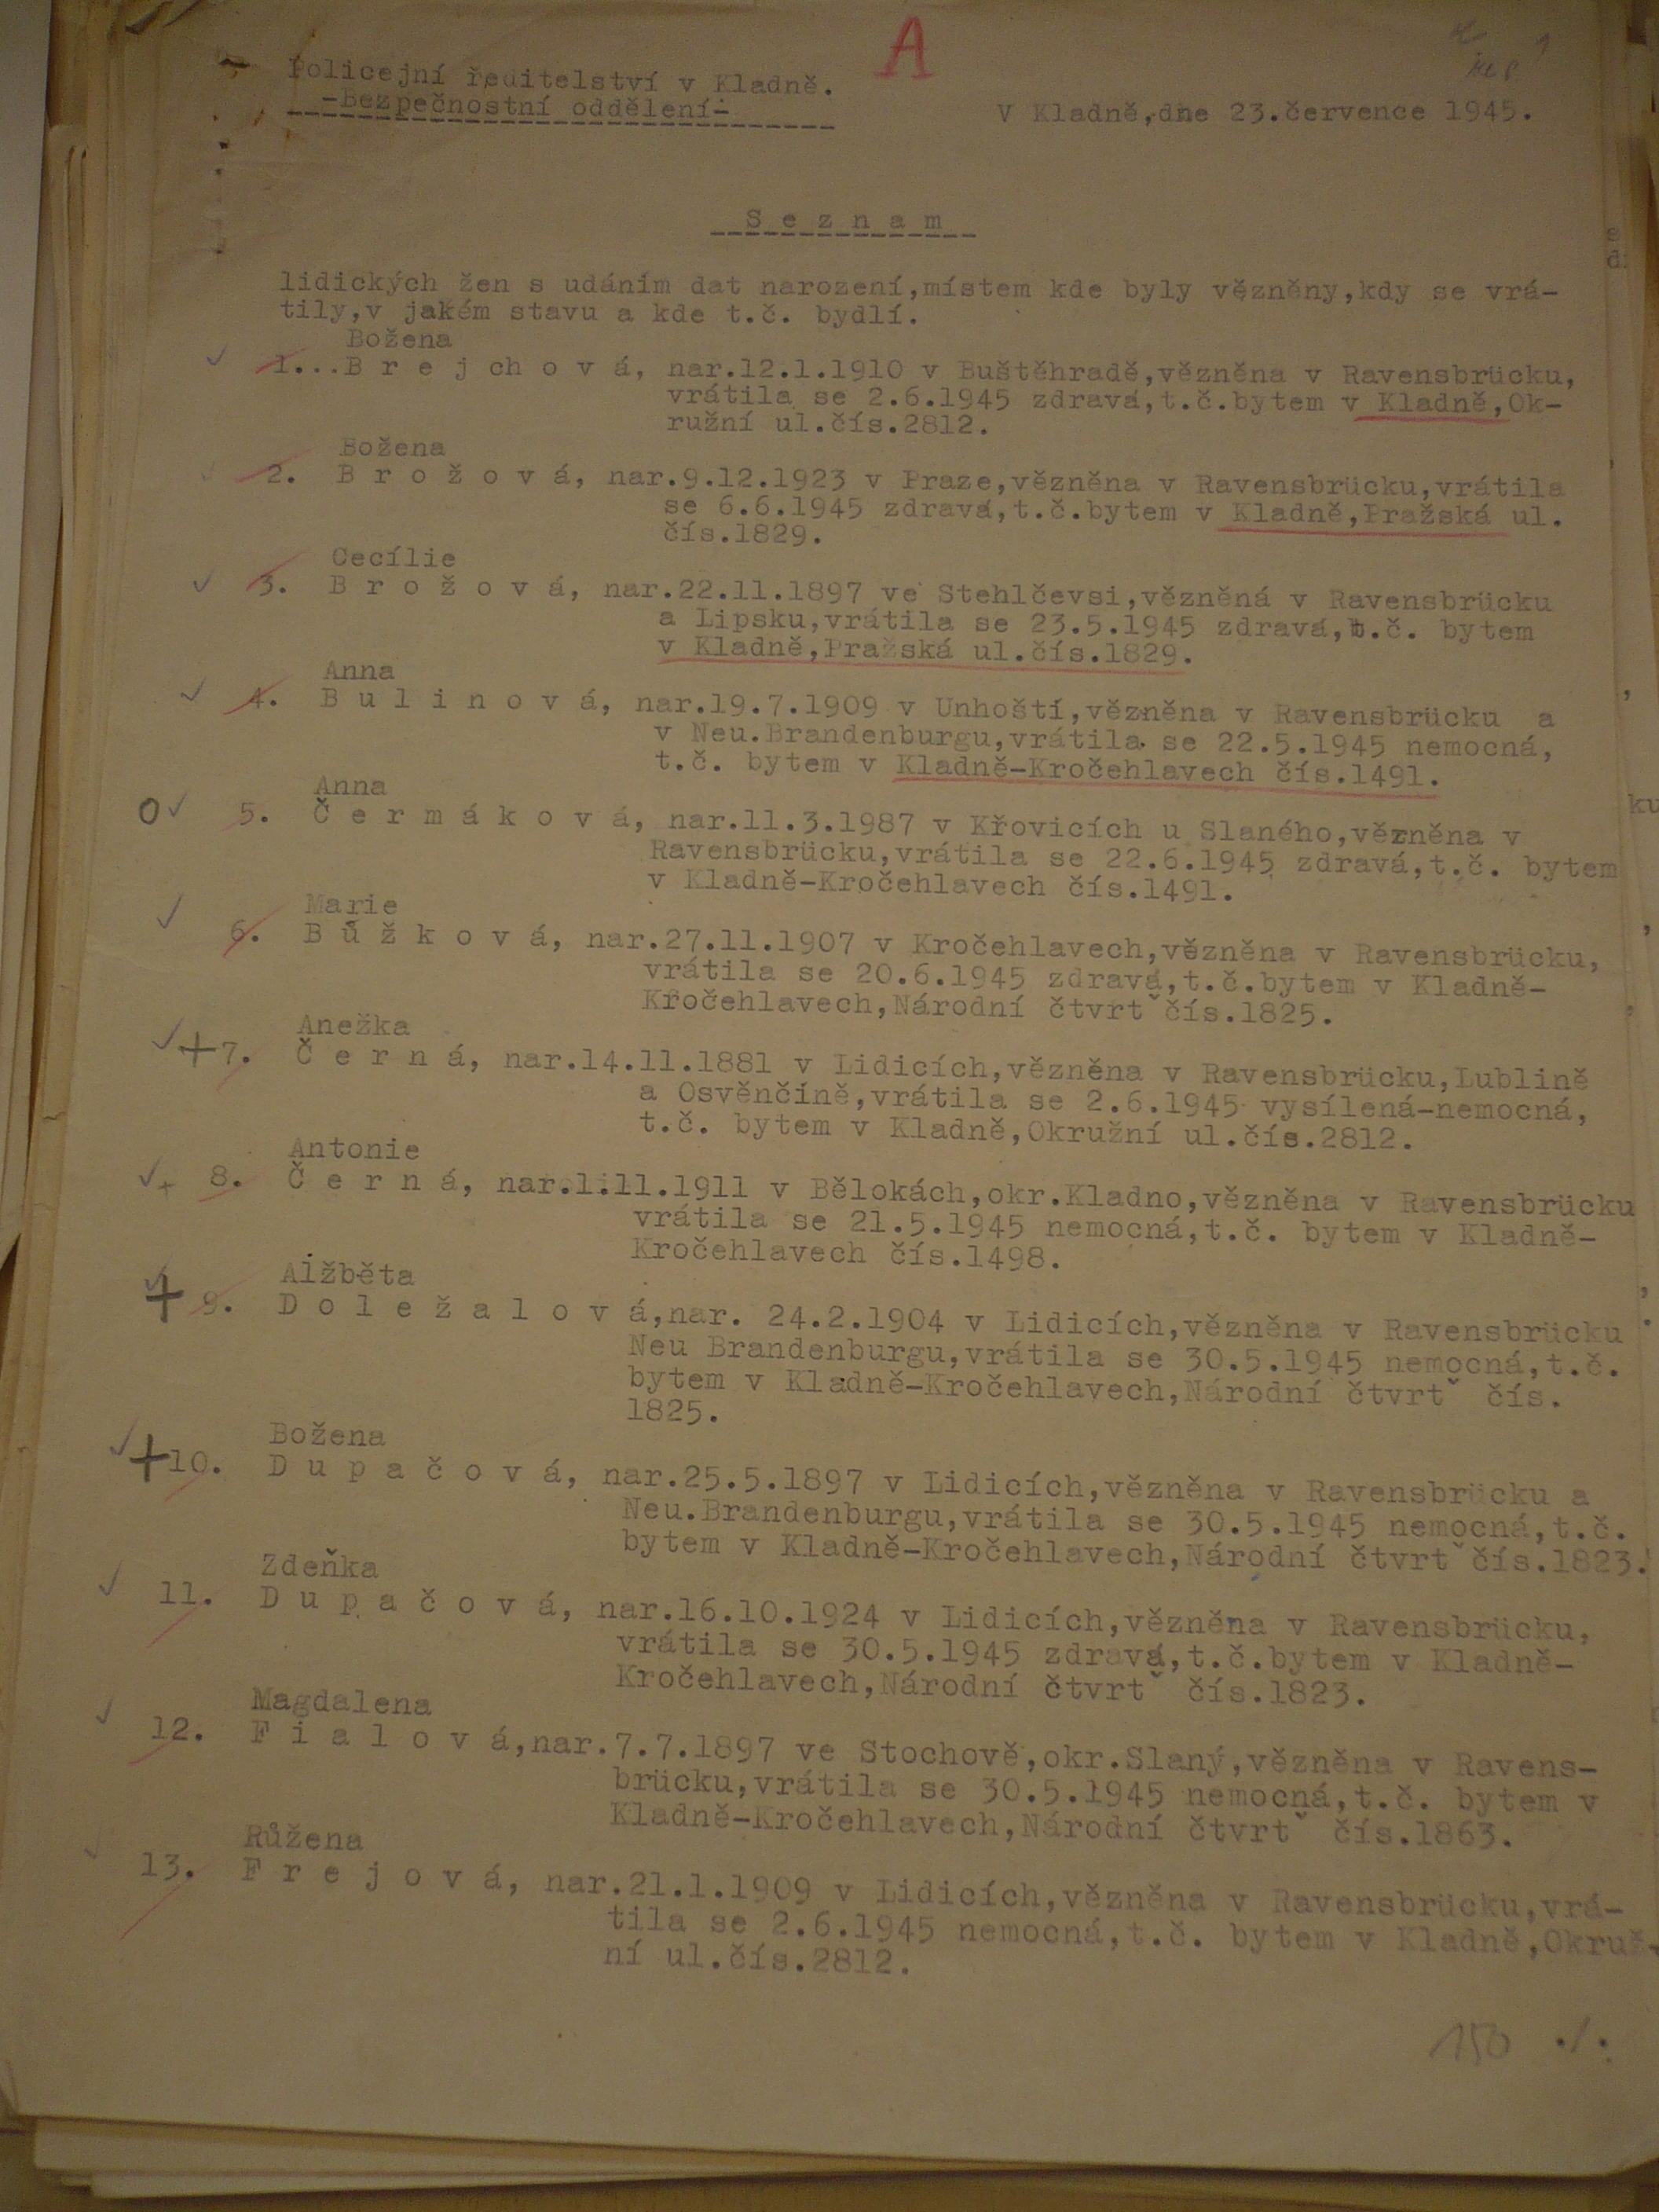 A
Policejní ředitelství v Kladně.
-Bezpečnostní oddělení-
V Kladně,dne 23.července 1945.
S e z n a m
lidických žen s udáním dat narození,místem kde byly vězněny,kdy se vrá-
tily,v jakém stavu a kde t.č. bydlí.
Božena
1...B r e j ch o v á, nar.12.1.1910 v Buštěhradě,vězněna v Ravensbrücku,
vrátila se 2.6.1945 zdravá,t.č.bytem v Kladně,Ok-
ružní ul.čís.2812.
Božena
2. B r o ž o v á, nar.9.12.1923 v Praze,vězněna v Ravensbrücku,vrátila
se 6.6.1945 zdravá,t.č.bytem v Kladně,Pražská ul.
čís.1829.
Cecílie
3. B r o ž o v á, nar.22.11.1897 ve Stehlčevsi,vězněná v Ravensbrücku
a Lipsku,vrátila se 23.5.1945 zdravá,t.č. bytem
v Kladně,Pražská ul.čís.1829.
Anna
4. B u l i n o v á, nar.19.7.1909 v Unhoští,vězněna v Ravensbrücku a
v Neu.Brandenburgu,vrátila se 22.5.1945 nemocná,
t.č. bytem v Kladně-Kročehlavech čís.1491.
Anna
5. Č e r m á k o v á, nar.11.3.1987 v Křovicích u Slaného,vězněna v
Ravensbrücku,vrátila se 22.6.1945 zdravá,t.č. bytem
v Kladně-Kročehlavech čís.1491.
Marie
6. B ů ž k o v á, nar.27.11.1907 v Kročehlavech,vězněna v Ravensbrücku,
vrátila se 20.6.1945 zdravá,t.č.bytem v Kladně-
Kročehlavech,Národní čtvrtˇčís.1825.
Anežka
+ 7. Č e r n á, nar.14.11.1881 v Lidicích,vězněna v Ravensbrücku,Lublině
a Osvěnčíně,vrátila se 2.6.1945 vysílená-nemocná,
t.č. bytem v Kladně,Okružní ul.čís.2812.
Antonie
+ 8. Č e r n á, nar.1.11.1911 v Bělokách,okr.Kladno,vězněna v Ravensbrücku
vrátila se 21.5.1945 nemocná,t.č. bytem v Kladně-
Kročehlavech čís.1498.
Alžběta
+ 9. D o l e ž a l o v á,nar. 24.2.1904 v Lidicích,vězněna v Ravensbrücku
Neu Brandenburgu,vrátila se 30.5.1945 nemocná,t.č.
bytem v Kladně-Kročehlavech,Národní čtvrtˇ čís.
1825.
Božena
+ 10. D u p a č o v á, nar.25.5.1897 v Lidicích,vězněna v Ravensbrücku a
Neu.Brandenburgu,vrátila se 30.5.1945 nemocná,t.č.
bytem v Kladně-Kročehlavech,Národní čtvrtˇčís.1823.
Zdeňka
11. D u p a č o v á, nar.16.10.1924 v Lidicích,vězněna v Ravensbrücku,
vrátila se 30.5.1945 zdravá,t.č.bytem v Kladně-
Kročehlavech,Národní čtvrtˇ čís.1823.
Magdalena
12. F i a l o v á,nar.7.7.1897 ve Stochově,okr.Slaný,vězněna v Ravens-
brücku,vrátila se 30.5.1945 nemocná,t.č. bytem v
Kladně-Kročehlavech,Národní čtvrtˇ čís.1863.
Růžena
13. F r e j o v á, nar.21.1.1909 v Lidicích,vězněna v Ravensbrücku,vrá-
tila se 2.6.1945 nemocná,t.č. bytem v Kladně,Okruž-
ní ul.čís.2812.
150 ./.